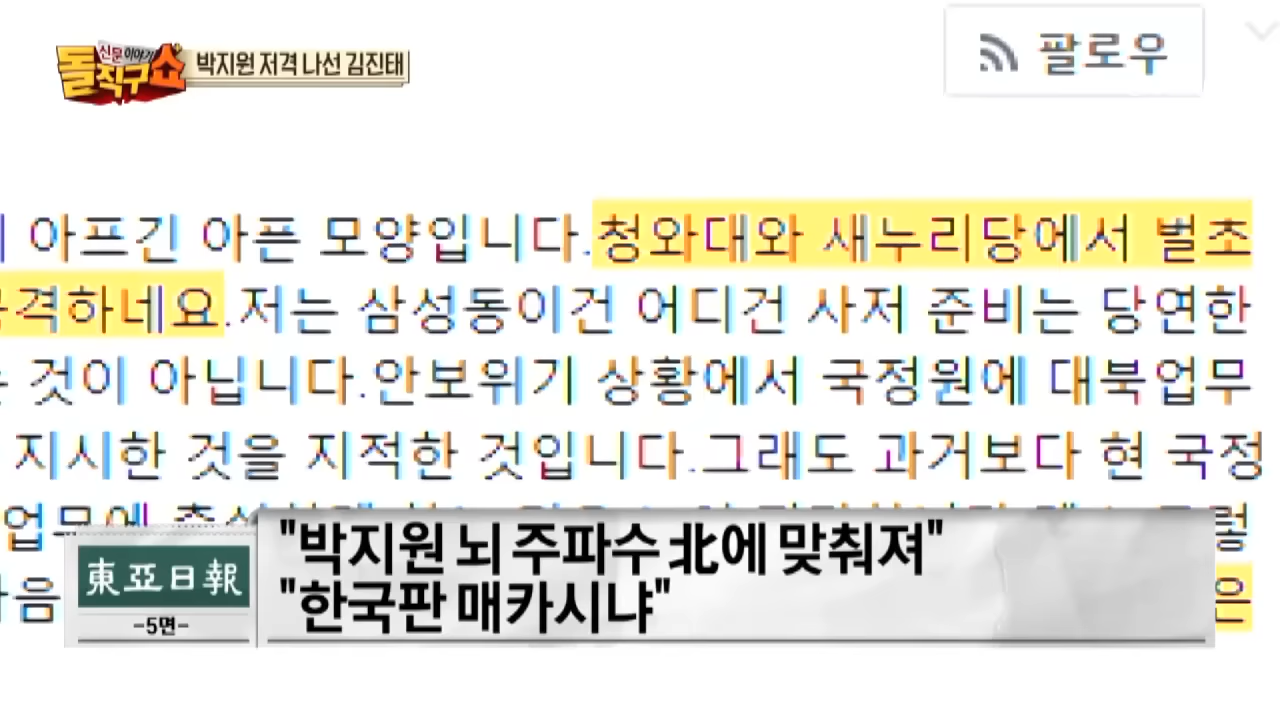 신문이야기
돌직구쇼
박지원 저격 나선 김진태
팔로우
아프긴 아픈 모양입니다.청와대와 새누리당에서 벌초
격하네요.저는 삼성동이건 어디건 사저 준비는 당연한
것이 아닙니다.안보위기 상황에서 국정원에 대북업무
지시한 것을 지적한 것입니다.그래도 과거보다 현 국정
"박지원 뇌 주파수 北에 맞춰져"
"한국판 매카시냐"
東亞日報
-5면-